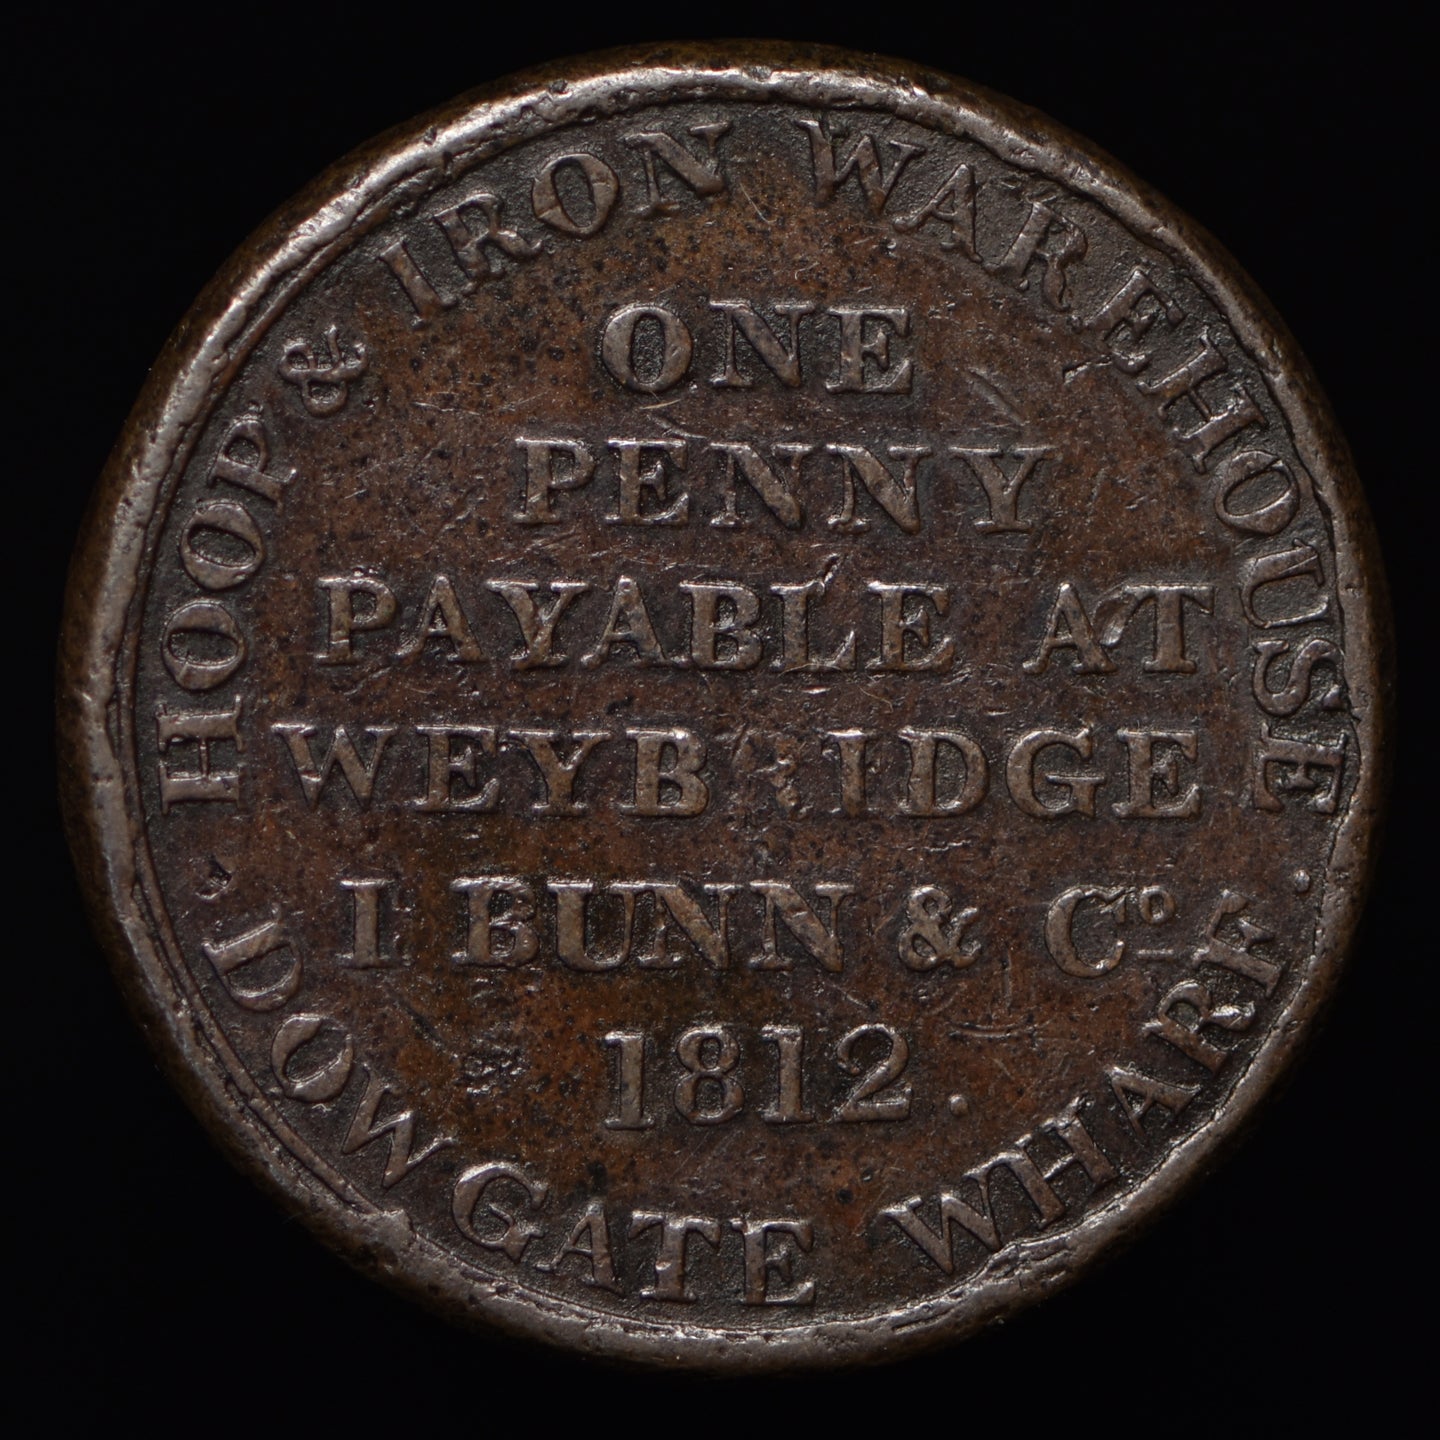 HOOP & IRON WAREHOUSE.
DOWGATE WHARF
ONE
PENNY
PAYABLE AT
WEYBRIDGE
I BUNN & Co
1812.